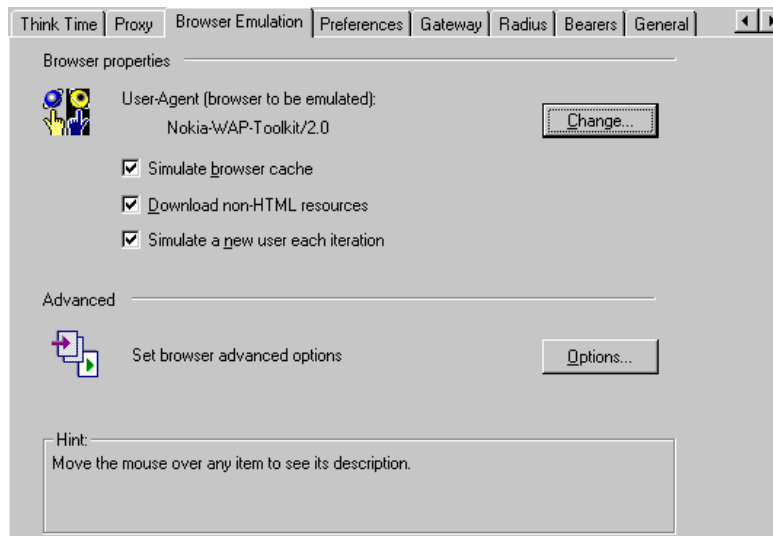 Think Time Proxy Browser Emulation Preferences Gateway Radius Bearers General
Browser properties
User-Agent (browser to be emulated):
Nokia-WAP-Toolkit/2.0
Change...
Simulate browser cache
Download non-HTML resources
Simulate a new user each iteration
Advanced
Set browser advanced options
Options...
Hint:
Move the mouse over any item to see its description.